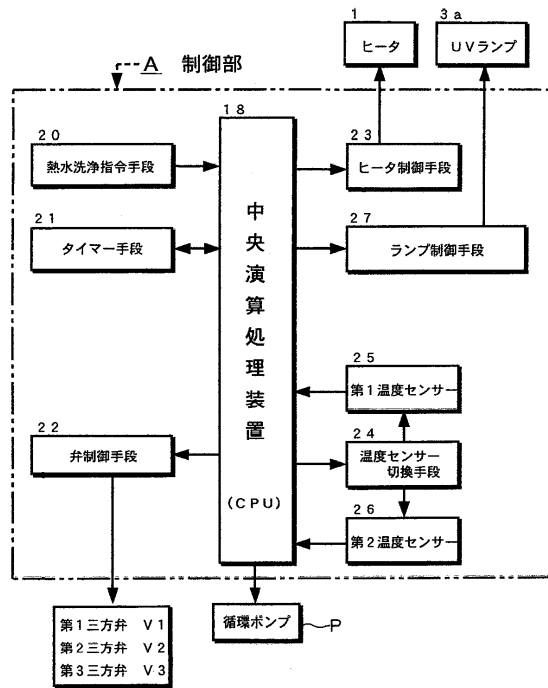 1
3a
ヒータ
UVランプ
A 制御部
18
20
熱水洗浄指令手段
23
ヒータ制御手段
21
タイマー手段
27
ランプ制御手段
中央演算処理装置
(CPU)
25
第1温度センサー
22
弁制御手段
24
温度センサー
切換手段
26
第2温度センサー
第1三方弁 V1
第2三方弁 V2
第3三方弁 V3
循環ポンプ
P